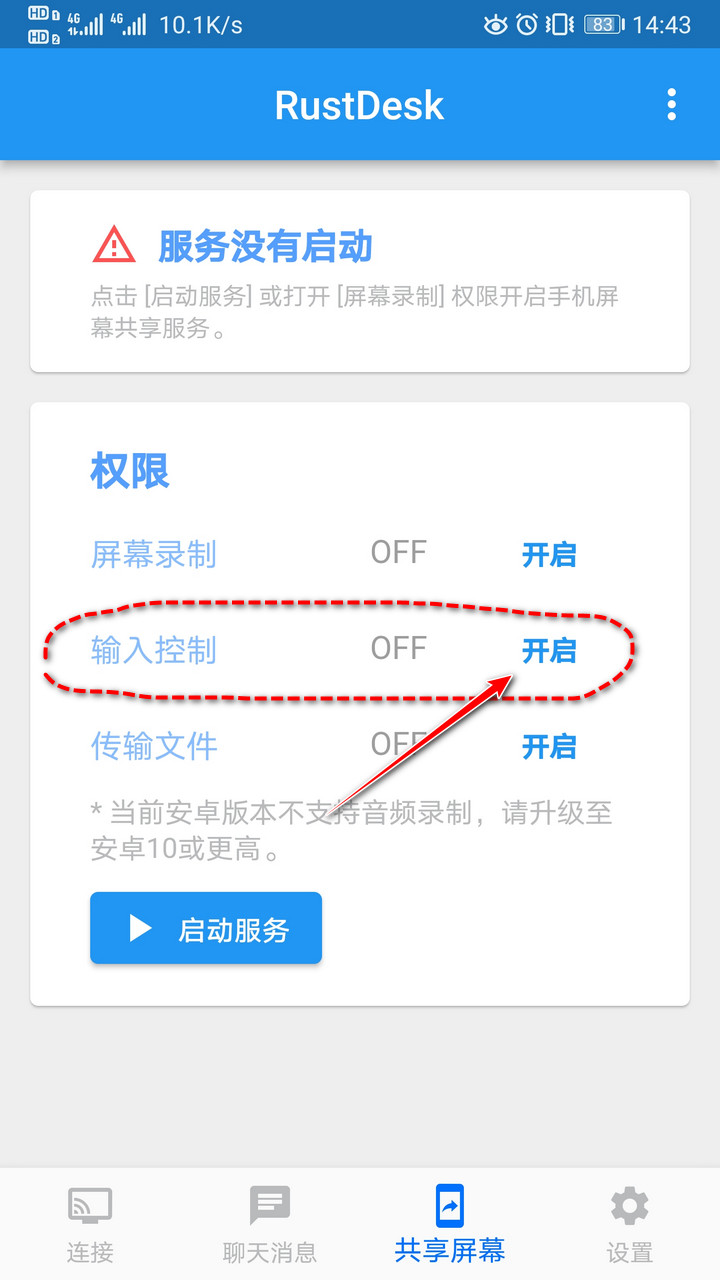 HD 1 4G 4G 10.1K/s 83 14:43
HD 2
RustDesk
服务没有启动
点击 [启动服务] 或打开 [屏幕录制] 权限开启手机屏
幕共享服务。
权限
屏幕录制 OFF 开启
输入控制 OFF 开启
传输文件 OFF 开启
* 当前安卓版本不支持音频录制，请升级至
安卓10或更高。
启动服务
连接 聊天消息 共享屏幕 设置